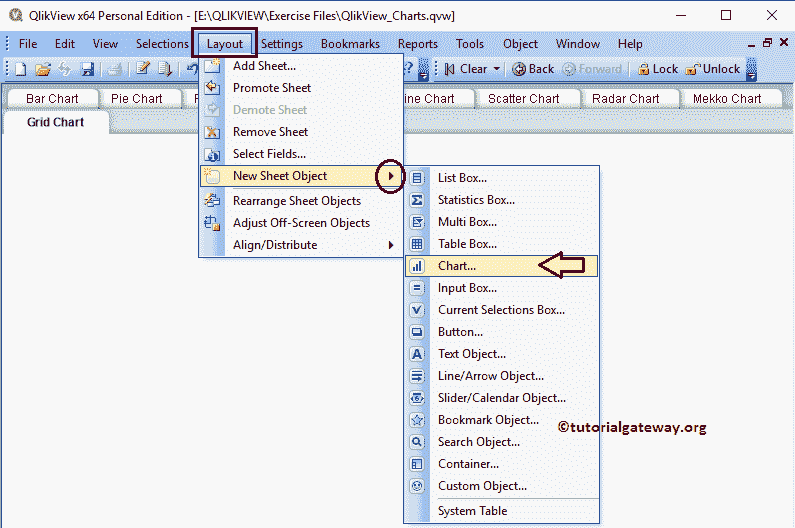 QlikView x64 Personal Edition - [E:\QLIKVIEW\Exercise Files\QlikView_Charts.qvw]
File Edit View Selections Layout Settings Bookmarks Reports Tools Object Window Help
Clear Back Forward Lock Unlock
Bar Chart Pie Chart Chart Scatter Chart Radar Chart Mekko Chart
Grid Chart
Add Sheet...
Promote Sheet
Demote Sheet
Remove Sheet
Select Fields...
New Sheet Object
Rearrange Sheet Objects
Adjust Off-Screen Objects
Align/Distribute
List Box...
Statistics Box...
Multi Box...
Table Box...
Chart...
Input Box...
Current Selections Box...
Button...
Text Object...
Line/Arrow Object...
Slider/Calendar Object...
Bookmark Object...
Search Object...
Container...
Custom Object...
System Table
©tutorialgateway.org